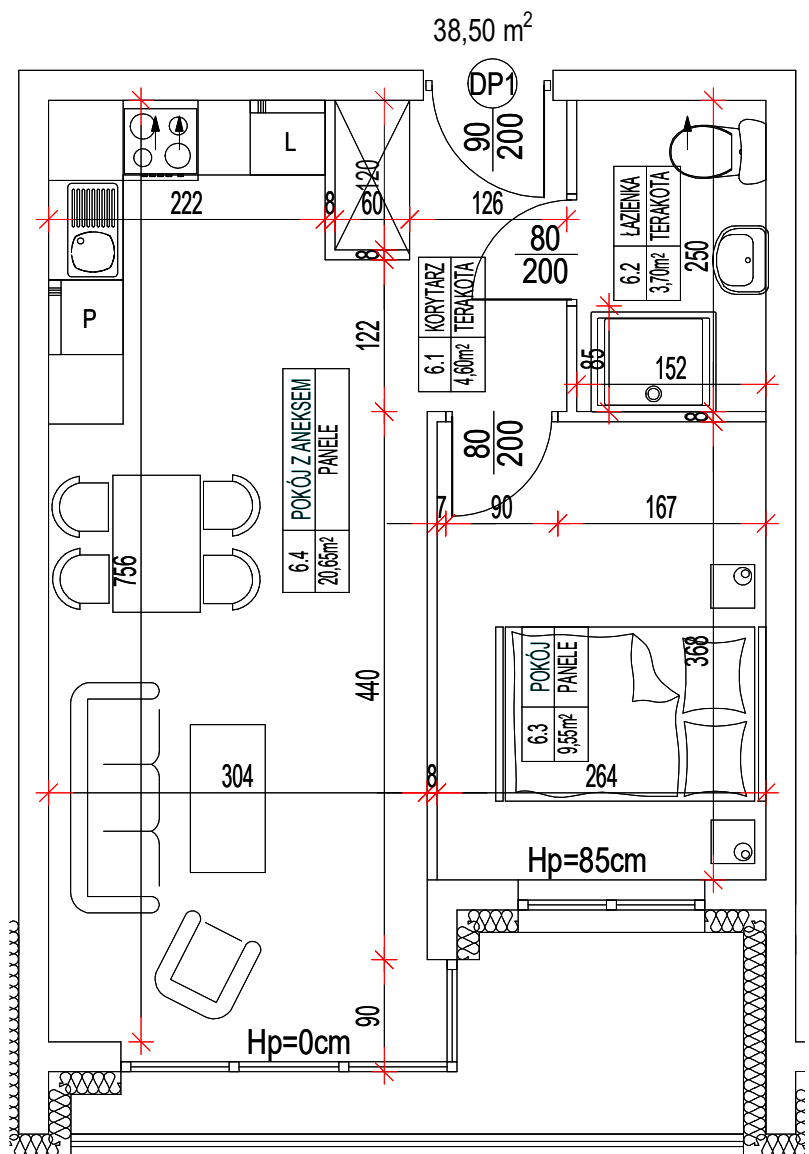 38,50 m²
DP1
90
200
L
120
222
8
60
126
8
80
200
6.2 ŁAZIENKA
3,70m² TERAKOTA
250
P
6.1 KORYTARZ
4,60m² TERAKOTA
122
85
152
8
80
200
6.4 POKÓJ Z ANEKSEM
20,65m² PANELE
7
90
167
756
368
6.3 POKÓJ
9,55m² PANELE
440
304
8
264
Hp=85cm
90
Hp=0cm